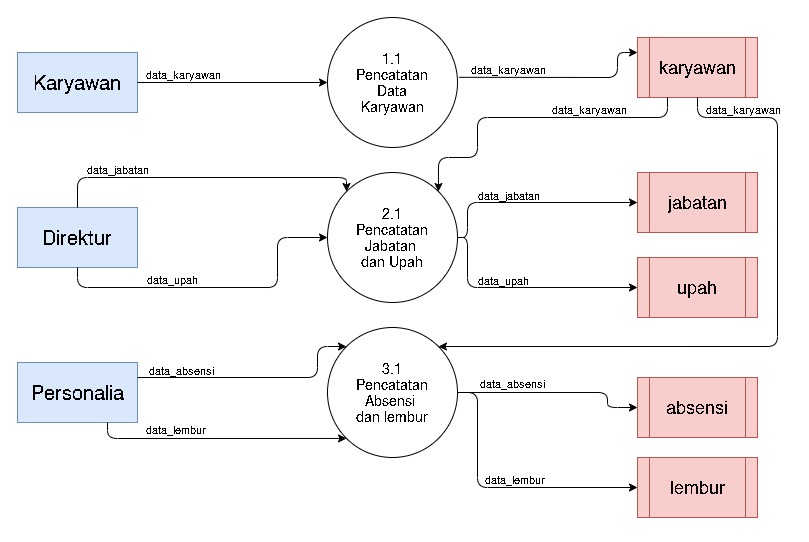 Karyawan
data_karyawan
1.1
Pencatatan
Data
Karyawan
data_karyawan
karyawan
data_karyawan
data_karyawan
data_jabatan
Direktur
data_upah
2.1
Pencatatan
Jabatan
dan Upah
data_jabatan
jabatan
data_upah
upah
Personalia
data_absensi
data_lembur
3.1
Pencatatan
Absensi
dan lembur
data_absensi
absensi
data_lembur
lembur